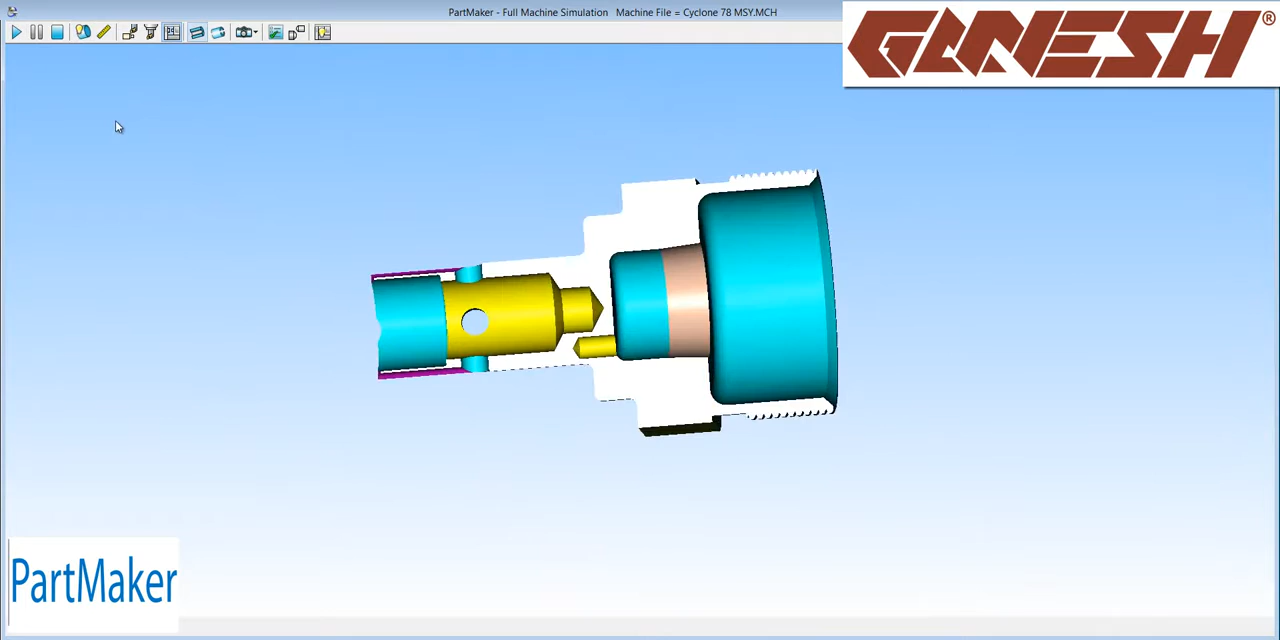 PartMaker - Full Machine Simulation   Machine File = Cyclone 78 MSY.MCH
GANESH®
PartMaker